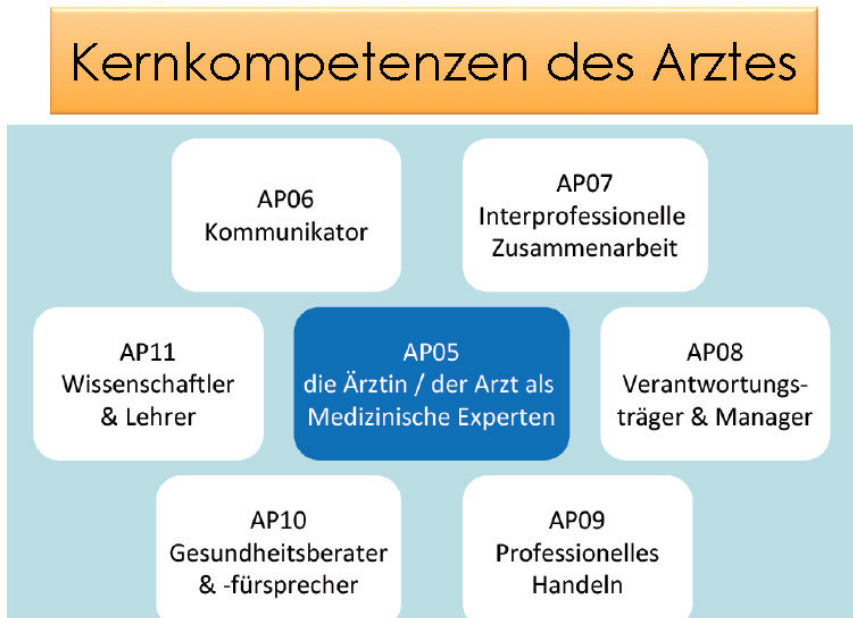 Kernkompetenzen des Arztes
AP06
Kommunikator
AP07
Interprofessionelle
Zusammenarbeit
AP11
Wissenschaftler
& Lehrer
AP05
die Ärztin / der Arzt als
Medizinische Experten
AP08
Verantwortungs-
träger & Manager
AP10
Gesundheitsberater
& -fürsprecher
AP09
Professionelles
Handeln